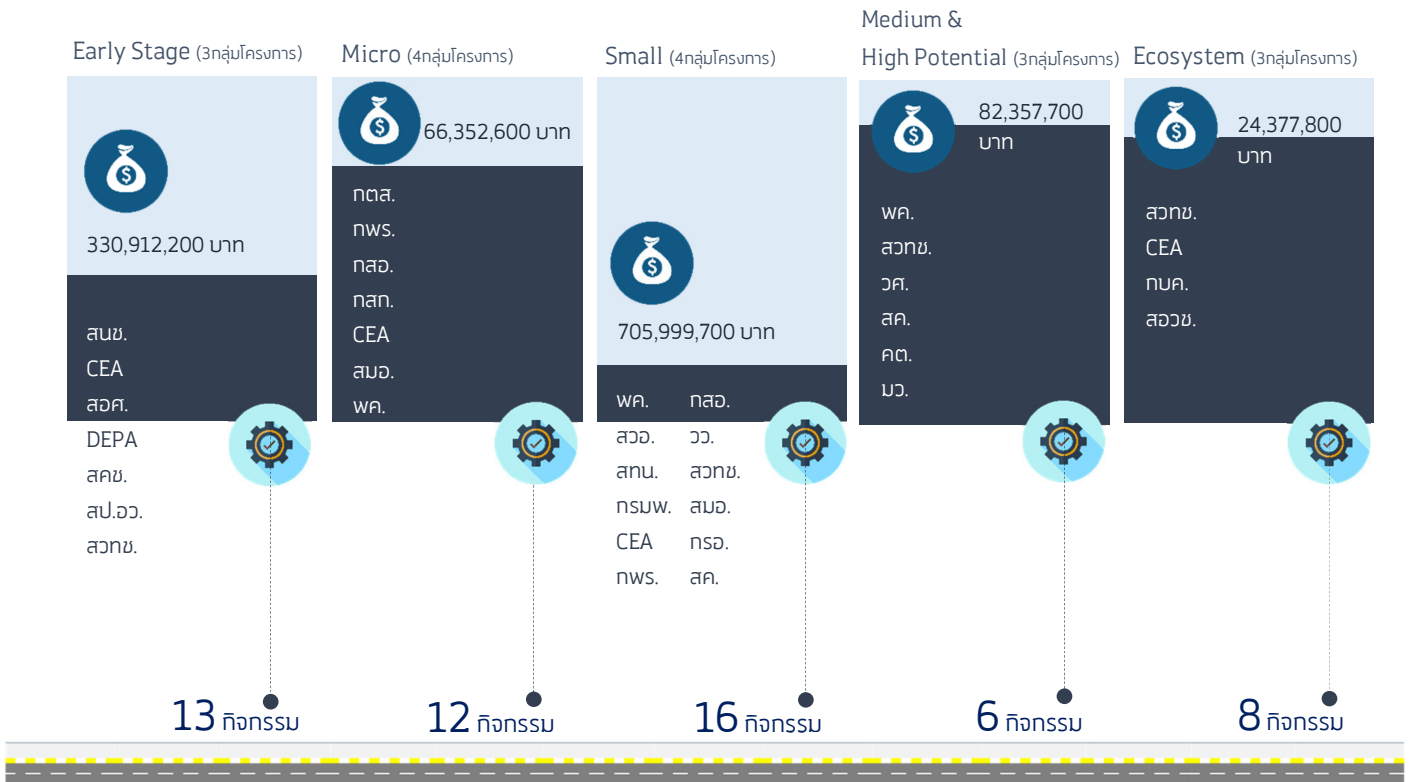 Early Stage (3กลุ่มโครงการ)
330,912,200 บาท
สนช.
CEA
สอศ.
DEPA
สคช.
สป.อว.
สวทช.
13 กิจกรรม
Micro (4กลุ่มโครงการ)
66,352,600 บาท
กตส.
กพร.
กสอ.
กสก.
CEA
สมอ.
พค.
12 กิจกรรม
Small (4กลุ่มโครงการ)
705,999,700 บาท
พค. กสอ.
สวอ. วว.
สทน. สวทช.
กรมพ. สมอ.
CEA กรอ.
กพร. สค.
16 กิจกรรม
Medium &
High Potential (3กลุ่มโครงการ)
82,357,700
บาท
พค.
สวทช.
วศ.
สค.
คต.
มว.
6 กิจกรรม
Ecosystem (3กลุ่มโครงการ)
24,377,800
บาท
สวทช.
CEA
กบค.
สอวช.
8 กิจกรรม